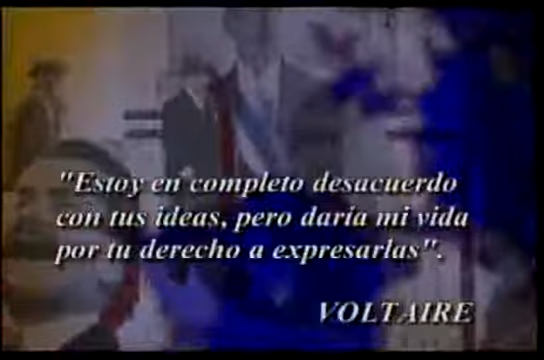 "Estoy en completo desacuerdo
con tus ideas, pero daría mi vida
por tu derecho a expresarlas".
VOLTAIRE